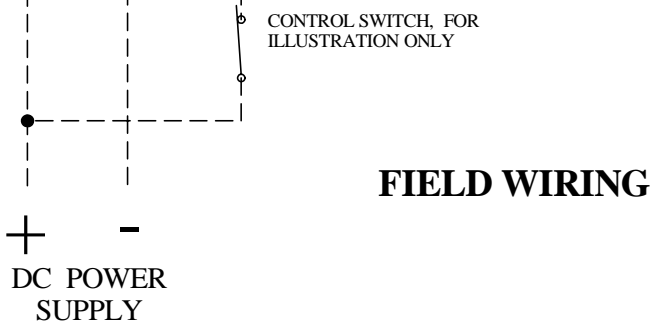 CONTROL SWITCH, FOR
ILLUSTRATION ONLY
FIELD WIRING
+ -
DC POWER
SUPPLY